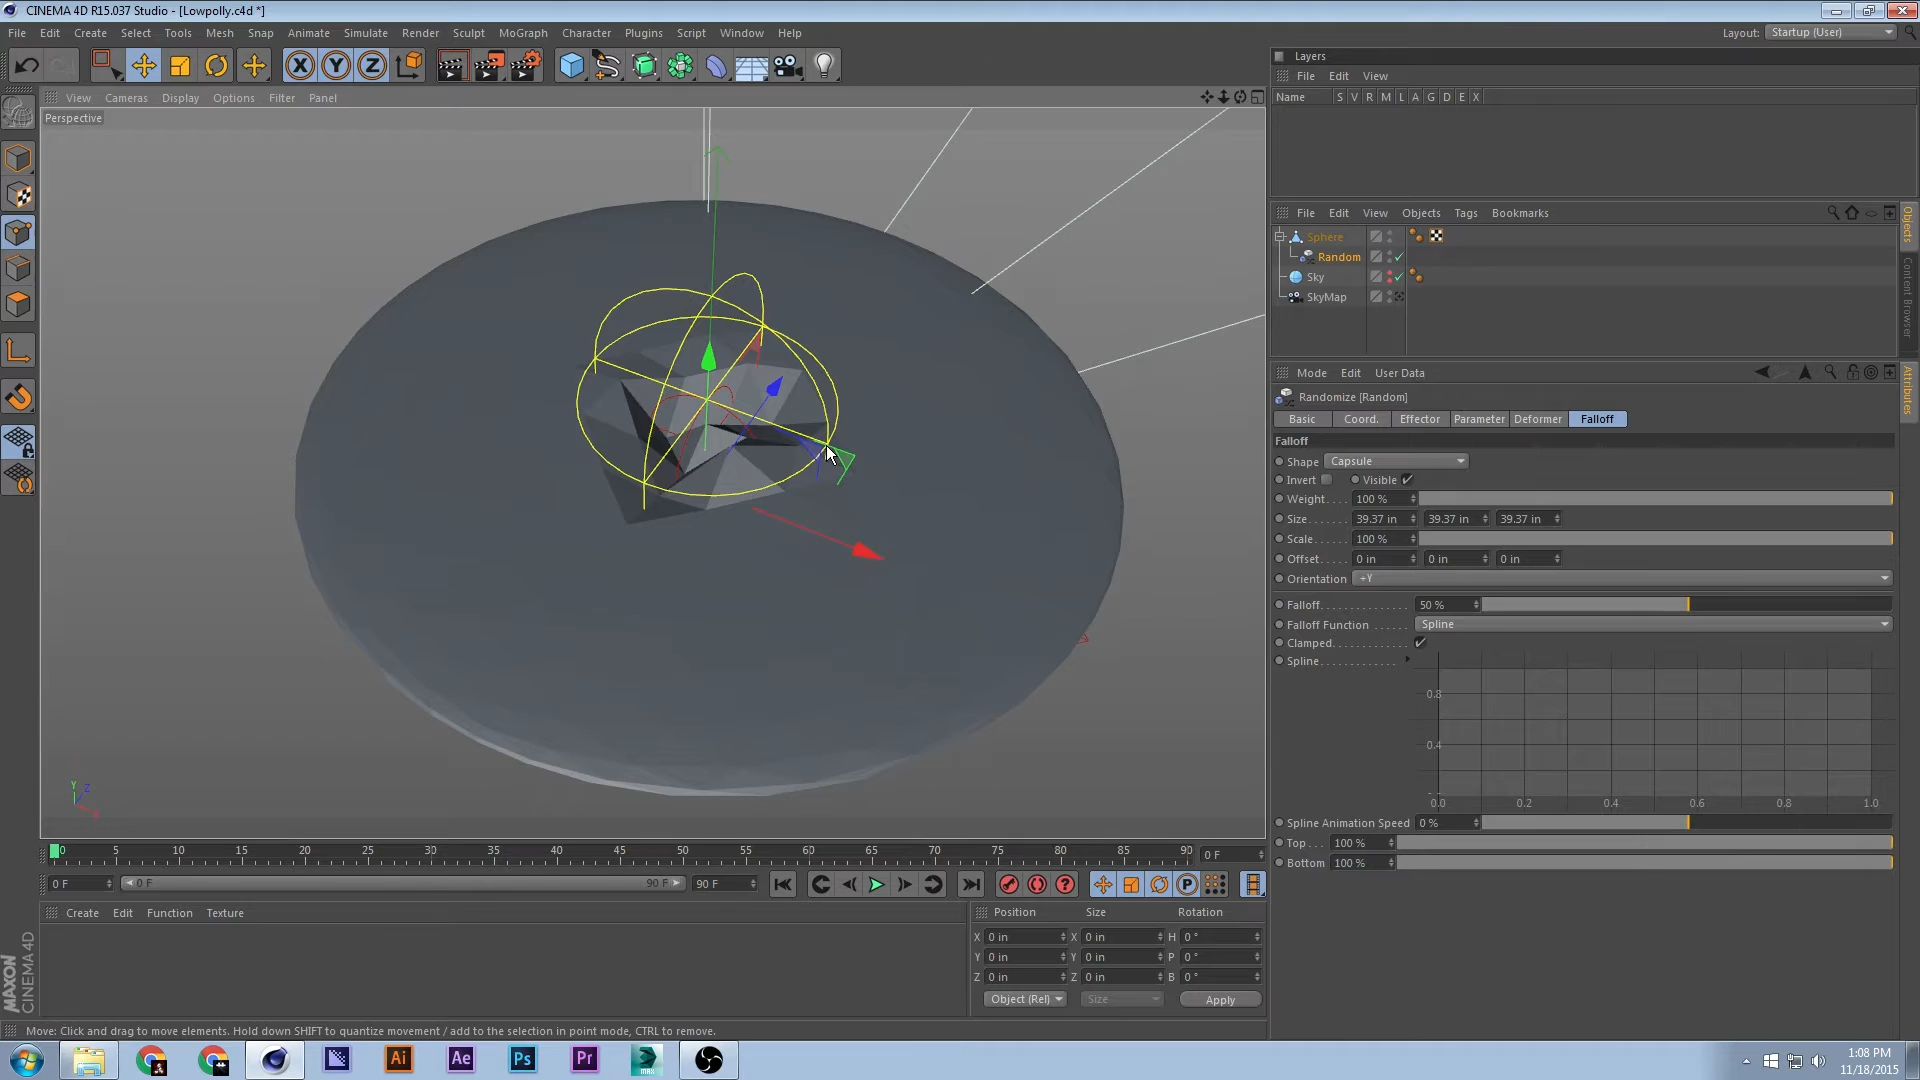 CINEMA 4D R15.037 Studio - [Lowpolly.c4d *]
File Edit Create Select Tools Mesh Snap Animate Simulate Render Sculpt MoGraph Character Plugins Script Window Help
Layout: Startup (User)
X Y Z
View Cameras Display Options Filter Panel
Perspective
Layers
File Edit View
Name S V R M L A G D E X
File Edit View Objects Tags Bookmarks
Sphere
Random
Sky
SkyMap
Objects
Content Browser
Structure
Attributes
Mode Edit User Data
Randomize [Random]
Basic Coord. Effector Parameter Deformer Falloff
Falloff
Shape Capsule
Invert Visible
Weight. . . . 100 %
Size . . . . . . . 39.37 in 39.37 in 39.37 in
Scale. . . . . . 100 %
Offset. . . . . 0 in 0 in 0 in
Orientation +Y
Falloff. . . . . . . . . . . . . . 50 %
Falloff Function . . . . . . Spline
Clamped. . . . . . . . . . . .
Spline. . . . . . . . . . . . .
0.8
0.4
0.0 0.2 0.4 0.6 0.8 1.0
Spline Animation Speed 0 %
Top . . . 100 %
Bottom 100 %
Y Z X
0 5 10 15 20 25 30 35 40 45 50 55 60 65 70 75 80 85 90 0 F
0 F 0 F 90 F 90 F
Create Edit Function Texture
Position Size Rotation
X 0 in X 0 in H 0 °
Y 0 in Y 0 in P 0 °
Z 0 in Z 0 in B 0 °
Object (Rel) Size Apply
MAXON
CINEMA 4D
Move: Click and drag to move elements. Hold down SHIFT to quantize movement / add to the selection in point mode, CTRL to remove.
Ai Ae Ps Pr MAX
1:08 PM
11/18/2015